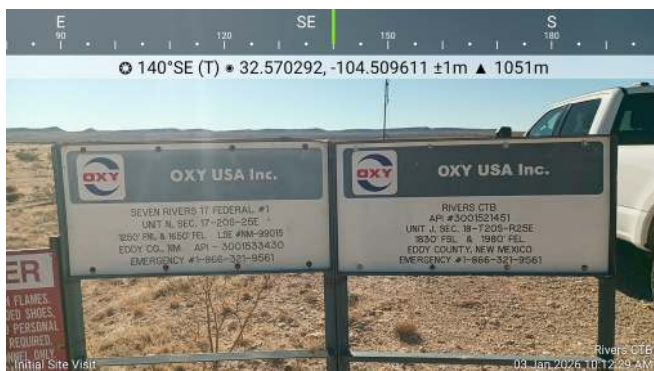 E
SE
S
90
120
150
180
140°SE (T) 32.570292, -104.509611 ±1m ▲ 1051m
OXY
OXY USA Inc.
SEVEN RIVERS 17 FEDERAL #1
UNIT N, SEC. 17-20S-25E
1250' FNL & 1650' FEL LSE #NM-99015
EDDY CO., NM API - 3001533430
EMERGENCY #1-866-321-9561
OXY
OXY USA Inc.
RIVERS CTB
API #3001521451
UNIT J, SEC. 18-T20S-R25E
1830' FSL & 1980' FEL
EDDY COUNTY, NEW MEXICO
EMERGENCY #1-866-321-9561
ER
FLAMES.
SHOES,
PERSONAL
REQUIRED,
ONLY
Initial Site Visit
Rivers CTB
03 Jan 2026 10:12:29 AM